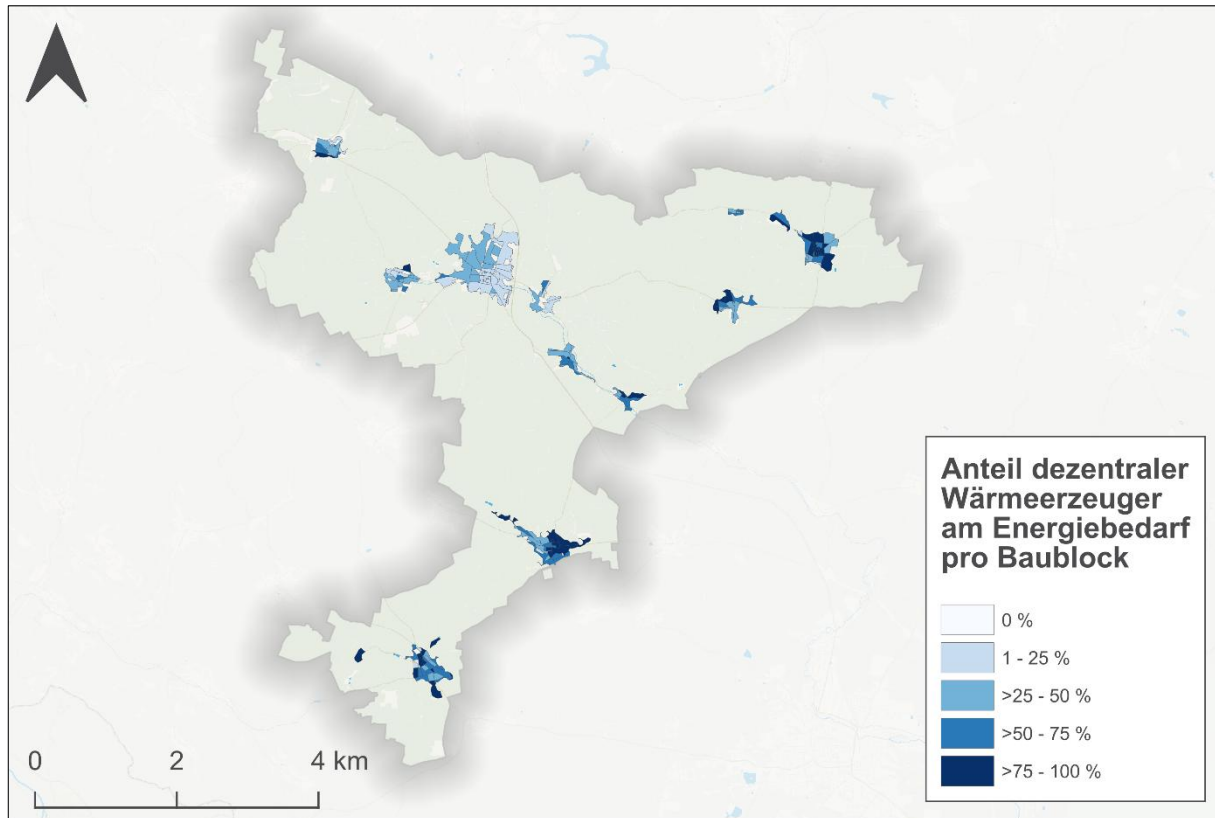 Anteil dezentraler
Wärmeerzeuger
am Energiebedarf
pro Baublock
0 %
1 - 25 %
>25 - 50 %
>50 - 75 %
>75 - 100 %
0 2 4 km